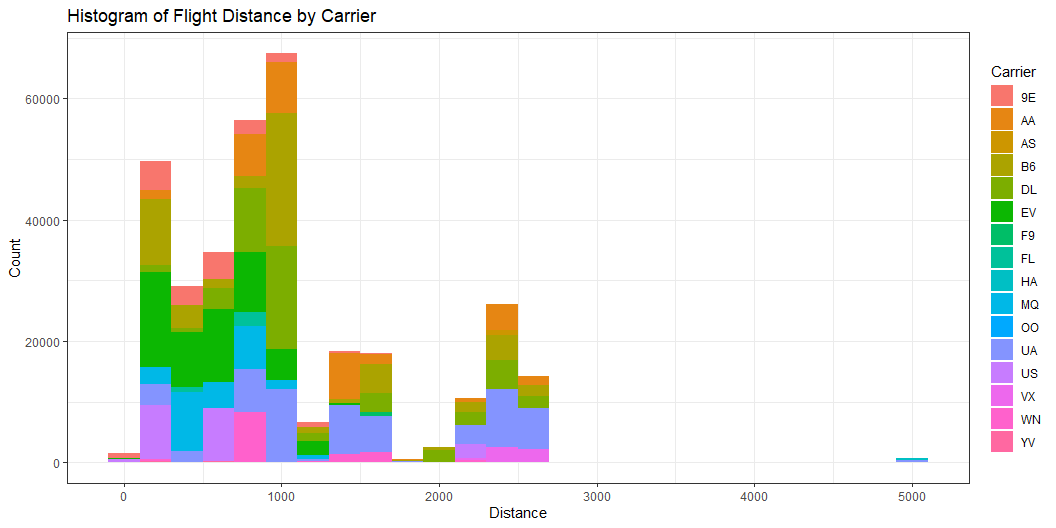 Histogram of Flight Distance by Carrier
Count
60000
40000
20000
0
0 1000 2000 3000 4000 5000
Distance
Carrier
9E
AA
AS
B6
DL
EV
F9
FL
HA
MQ
OO
UA
US
VX
WN
YV